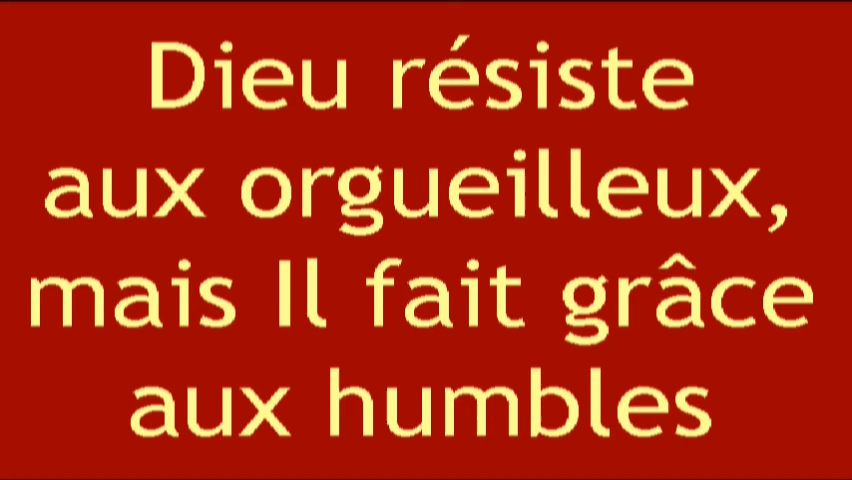 Dieu résiste
aux orgueilleux,
mais Il fait grâce
aux humbles